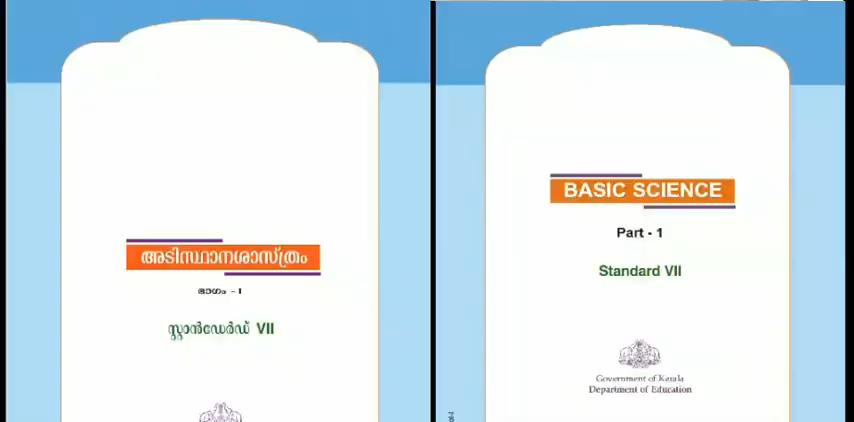 അടിസ്ഥാനശാസ്ത്രം
ഭാഗം - I
സ്റ്റാൻഡേർഡ് VII
BASIC SCIENCE
Part - 1
Standard VII
Government of Kerala
Department of Education